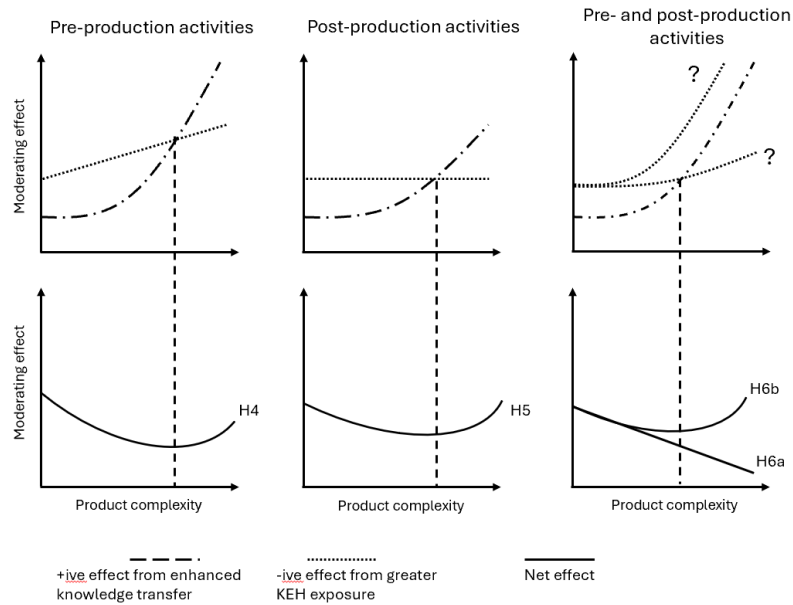 Pre-production activities
Post-production activities
Pre- and post-production
activities
Moderating effect
?
?
Moderating effect
H4
H5
H6b
H6a
Product complexity
Product complexity
Product complexity
+ive effect from enhanced
knowledge transfer
-ive effect from greater
KEH exposure
Net effect